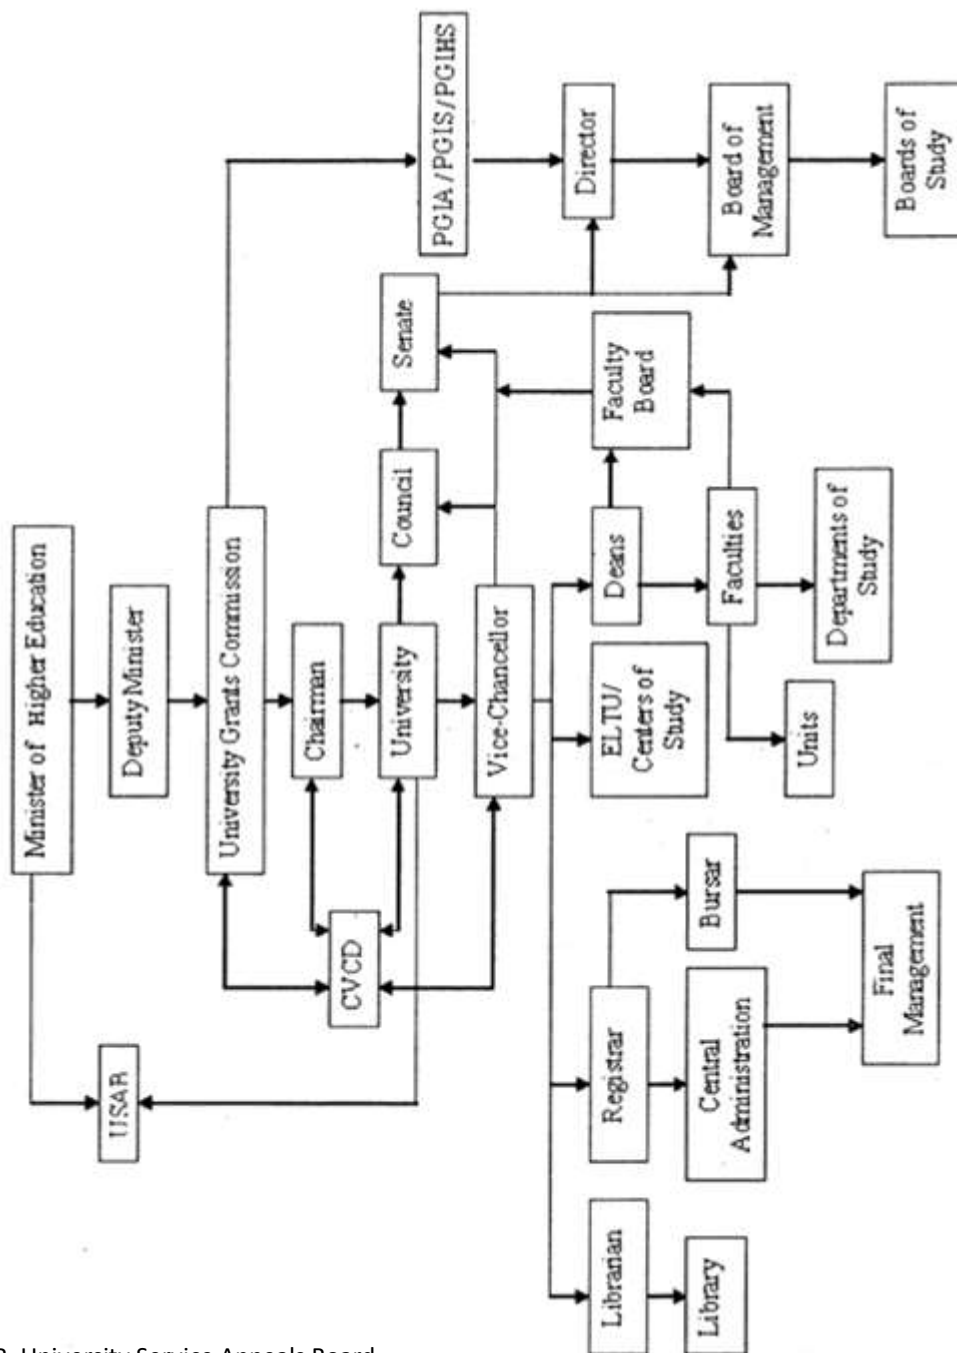 Minister of Higher Education
Deputy Minister
USAB
University Grants Commission
Chairman
CVCD
University
Council
Senate
PGIA/PGIS/PGIHS
Vice-Chancellor
Director
Librarian
Registrar
ELTU/
Centers of
Study
Deans
Faculty
Board
Library
Central
Administration
Bursar
Faculties
Board of
Management
Units
Departments of
Study
Final
Management
Boards of
Study
University Service Appeals Board